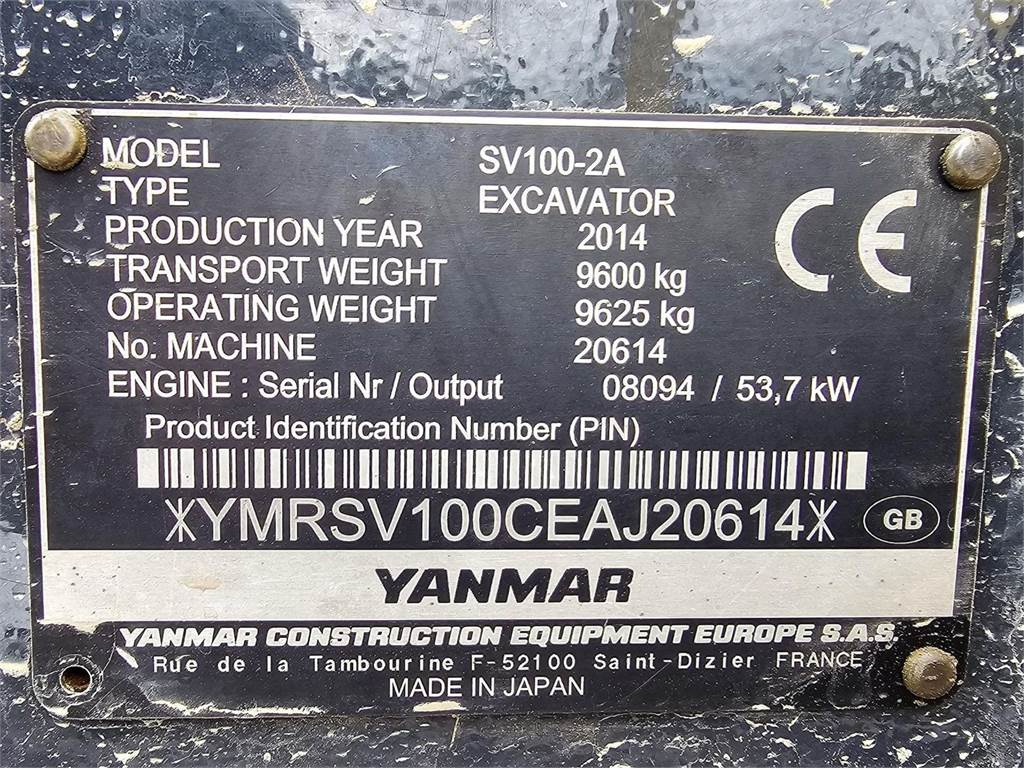 MODEL SV100-2A
TYPE EXCAVATOR
PRODUCTION YEAR 2014
TRANSPORT WEIGHT 9600 kg
OPERATING WEIGHT 9625 kg
No. MACHINE 20614
ENGINE : Serial Nr / Output 08094 / 53,7 kW
CE
Product Identification Number (PIN)
*YMRSV100CEAJ20614*
GB
YANMAR
YANMAR CONSTRUCTION EQUIPMENT EUROPE S.A.S.
Rue de la Tambourine F-52100 Saint-Dizier FRANCE
MADE IN JAPAN